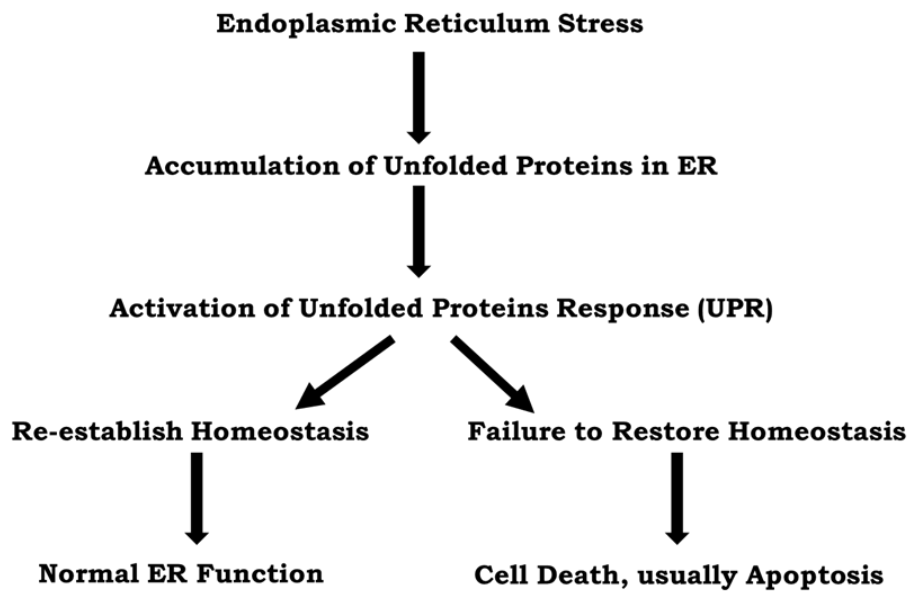 Endoplasmic Reticulum Stress
Accumulation of Unfolded Proteins in ER
Activation of Unfolded Proteins Response (UPR)
Re-establish Homeostasis
Failure to Restore Homeostasis
Normal ER Function
Cell Death, usually Apoptosis